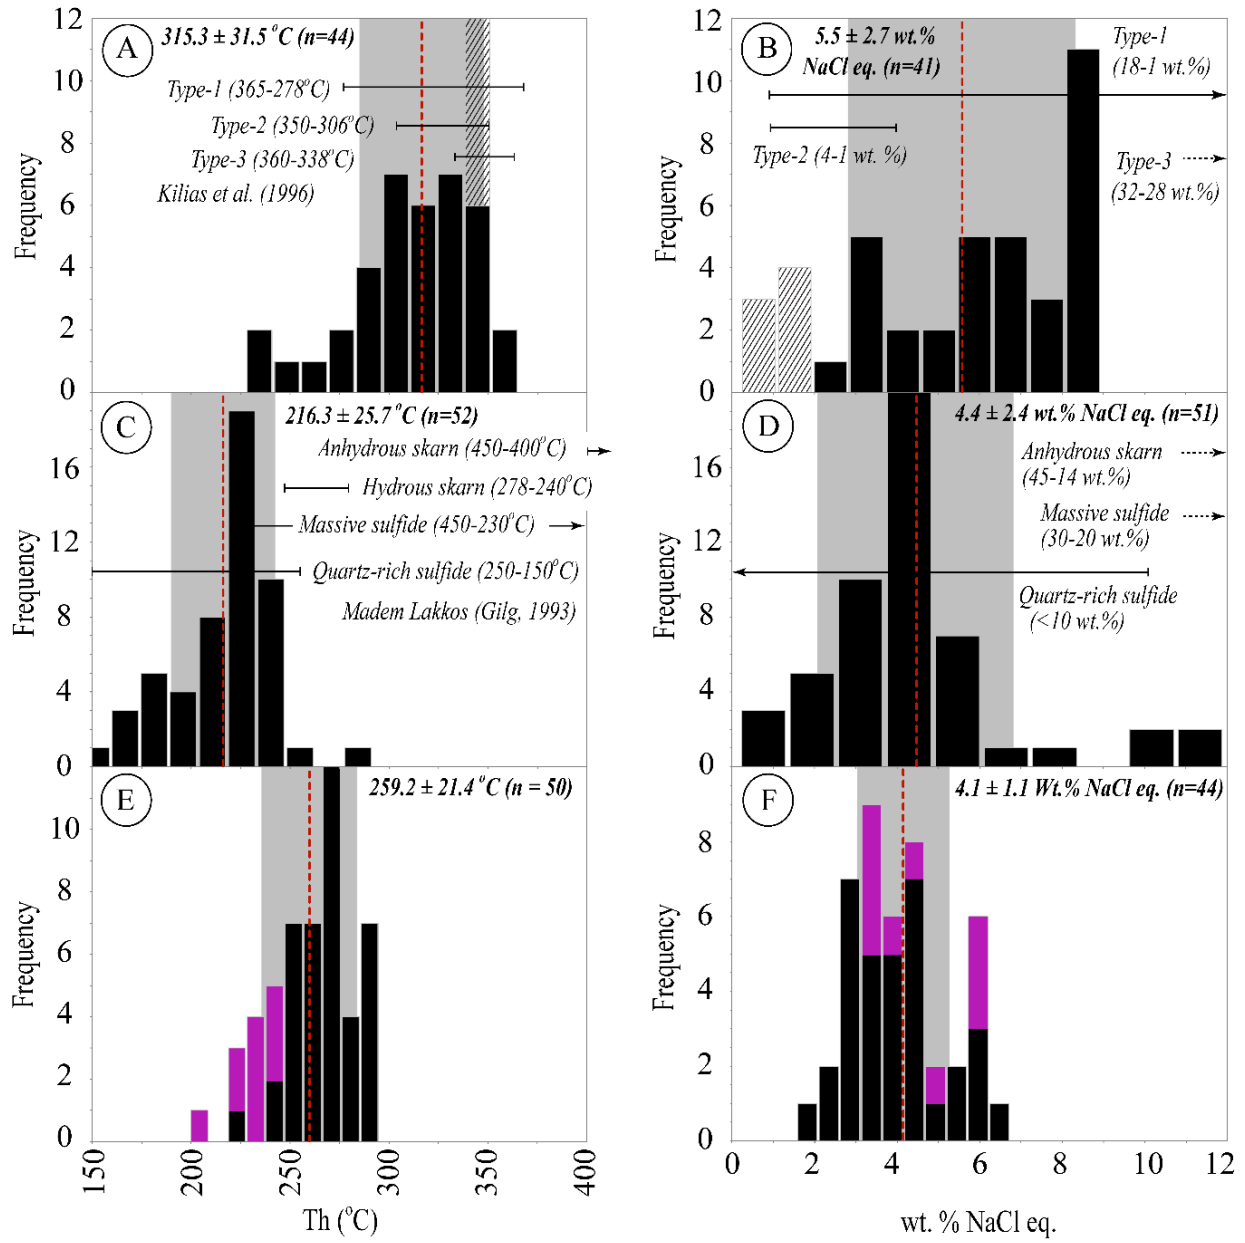 A
315.3 ± 31.5 °C (n=44)
Type-1 (365-278°C)
Type-2 (350-306°C)
Type-3 (360-338°C)
Kilias et al. (1996)
Frequency
12
10
8
6
4
2
0
B
5.5 ± 2.7 wt.%
NaCl eq. (n=41)
Type-1
(18-1 wt.%)
Type-2 (4-1 wt. %)
Type-3
(32-28 wt.%)
Frequency
12
10
8
6
4
2
0
C
216.3 ± 25.7 °C (n=52)
Anhydrous skarn (450-400°C)
Hydrous skarn (278-240°C)
Massive sulfide (450-230°C)
Quartz-rich sulfide (250-150°C)
Madem Lakkos (Gilg, 1993)
Frequency
16
12
8
4
0
D
4.4 ± 2.4 wt.% NaCl eq. (n=51)
Anhydrous skarn
(45-14 wt.%)
Massive sulfide
(30-20 wt.%)
Quartz-rich sulfide
(<10 wt.%)
Frequency
16
12
8
4
0
E
259.2 ± 21.4 °C (n = 50)
Frequency
10
8
6
4
2
0
150
200
250
300
350
400
Th (°C)
F
4.1 ± 1.1 Wt.% NaCl eq. (n=44)
Frequency
8
6
4
2
0
0
2
4
6
8
10
12
wt. % NaCl eq.